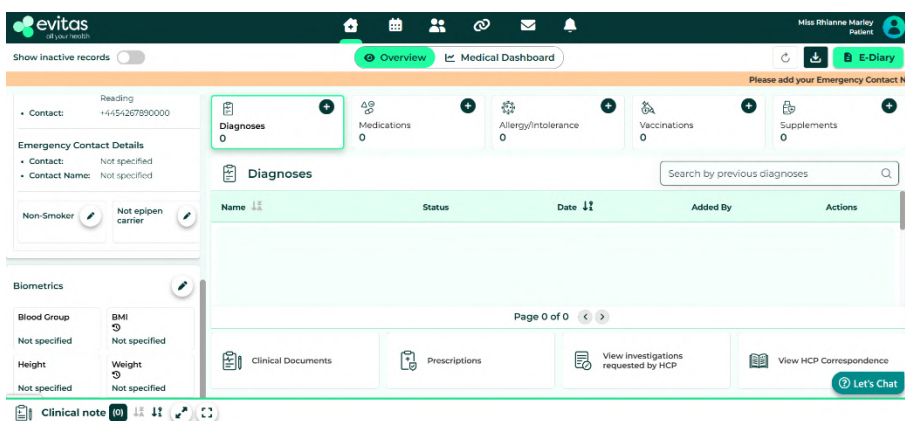 evitas
all your health
Miss Rhianne Marley
Patient
Show inactive records
Overview
Medical Dashboard
E-Diary
Please add your Emergency Contact N
Reading
• Contact: +4454267890000
Emergency Contact Details
• Contact: Not specified
• Contact Name: Not specified
Non-Smoker
Not epipen
carrier
Biometrics
Blood Group
Not specified
BMI
Not specified
Height
Not specified
Weight
Not specified
Diagnoses
0
Medications
0
Allergy/Intolerance
0
Vaccinations
0
Supplements
0
Diagnoses
Search by previous diagnoses
Name Status Date Added By Actions
Page 0 of 0
Clinical Documents
Prescriptions
View investigations
requested by HCP
View HCP Correspondence
Let's Chat
Clinical note (0)